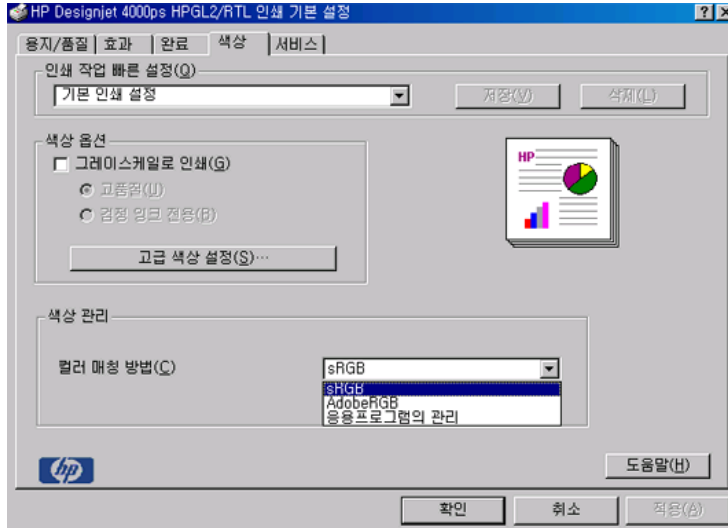 HP Designjet 4000ps HPGL2/RTL 인쇄 기본 설정
용지/품질 효과 완료 색상 서비스
인쇄 작업 빠른 설정(Q)
기본 인쇄 설정
저장(V) 삭제(L)
색상 옵션
그레이스케일로 인쇄(G)
고품질(U)
검정 잉크 전용(B)
고급 색상 설정(S)...
HP
색상 관리
컬러 매칭 방법(C)
sRGB
sRGB
AdobeRGB
응용프로그램의 관리
hp
도움말(H)
확인 취소 적용(A)